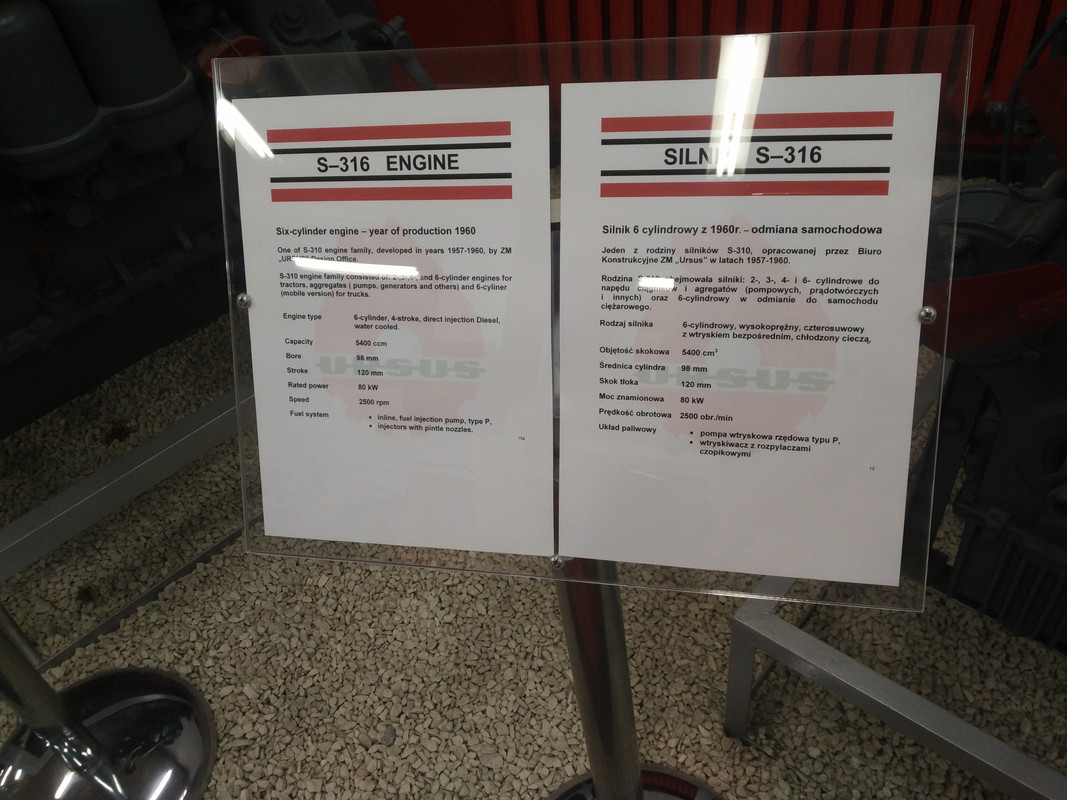 S–316 ENGINE
Six-cylinder engine – year of production 1960
One of S-310 engine family, developed in years 1957-1960, by ZM
Design Office.
S-310 engine family consisted and 6-cylinder engines for
tractors, aggregates ( pumps, generators and others) and 6-cyliner
(mobile version) for trucks.
Engine type 6-cylinder, 4-stroke, direct injection Diesel,
water cooled.
Capacity 5400 ccm
Bore 98 mm
Stroke 120 mm
Rated power 80 kW
Speed 2500 rpm
Fuel system • inline, fuel injection pump, type P,
• injectors with pintle nozzles.
URSUS
15a
S–316
Silnik 6 cylindrowy z 1960r. – odmiana samochodowa
Jeden z rodziny silników S-310, opracowanej przez Biuro
Konstrukcyjne ZM „Ursus" w latach 1957-1960.
Rodzina silniki: 2-, 3-, 4- i 6- cylindrowe do
napędu i agregatów (pompowych, prądotwórczych
i innych) oraz 6-cylindrowy w odmianie do samochodu
ciężarowego.
Rodzaj silnika 6-cylindrowy, wysokoprężny, czterosuwowy
z wtryskiem bezpośrednim, chłodzony cieczą,
Objętość skokowa 5400 cm³
Średnica cylindra 98 mm
Skok tłoka 120 mm
Moc znamionowa 80 kW
Prędkość obrotowa 2500 obr./min
Układ paliwowy • pompa wtryskowa rzędowa typu P,
• wtryskiwacz z rozpylaczami
czopikowymi
URSUS